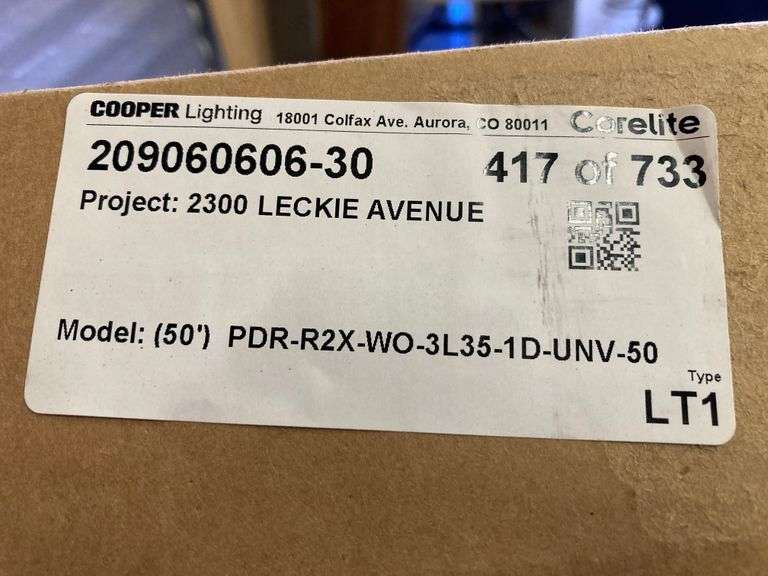 COOPER Lighting 18001 Colfax Ave. Aurora, CO 80011 Corelite
209060606-30 417 of 733
Project: 2300 LECKIE AVENUE
Model: (50') PDR-R2X-WO-3L35-1D-UNV-50
Type
LT1